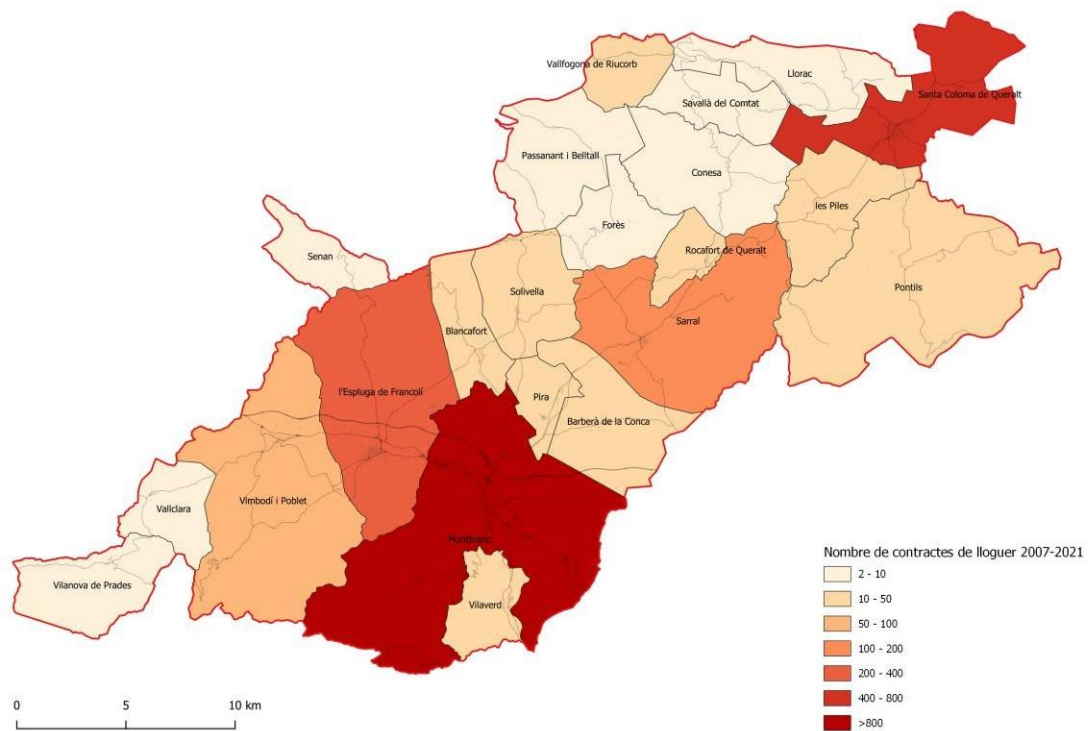 Vallfogona de Riucorb
Llorac
Santa Coloma de Queralt
Savallà del Comtat
Passanant i Belltall
Conesa
les Piles
Forès
Rocafort de Queralt
Senan
Pontils
Solivella
Sarral
Blancafort
l'Espluga de Francolí
Pira
Barberà de la Conca
Vimbodí i Poblet
Vallclara
Montblanc
Vilanova de Prades
Vilaverd
Nombre de contractes de lloguer 2007-2021
2 - 10
10 - 50
50 - 100
100 - 200
200 - 400
400 - 800
>800
0 5 10 km